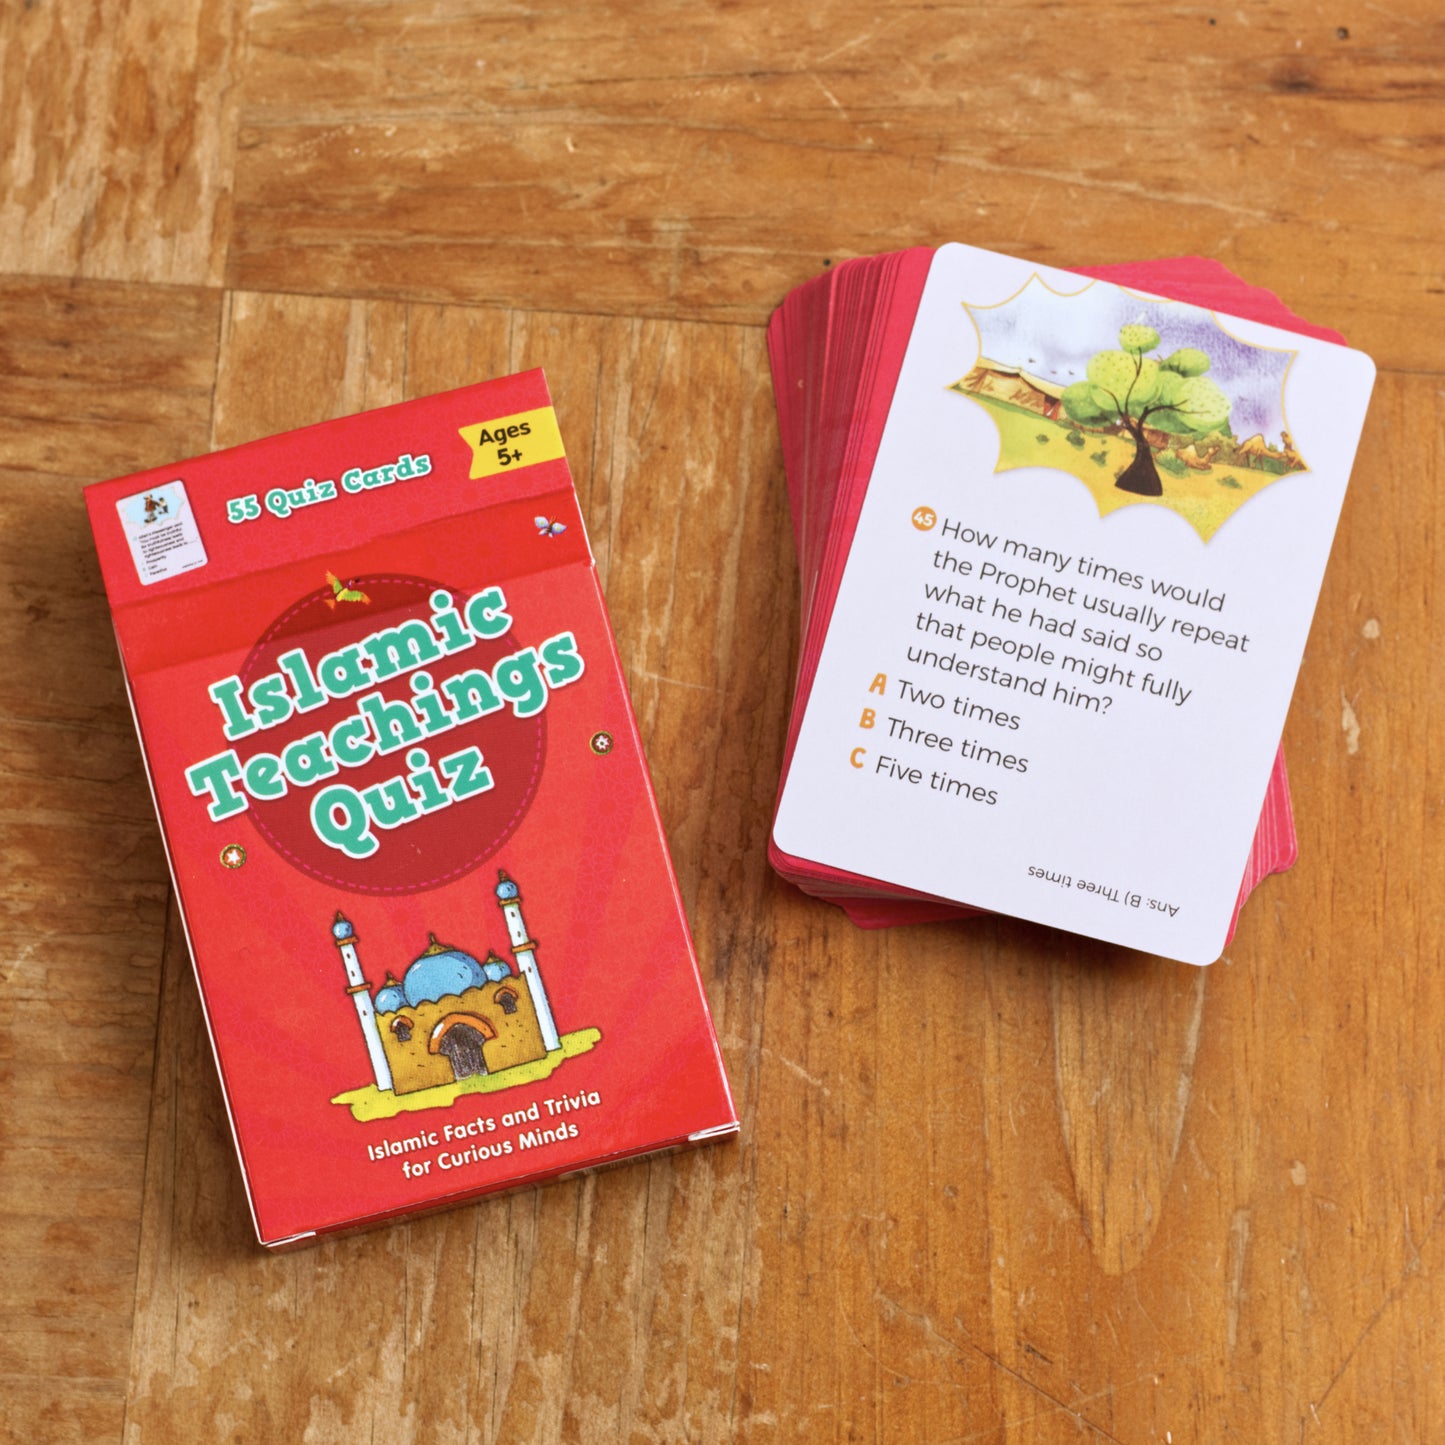 55 Quiz Cards
Ages
5+
Islamic
Teachings
Quiz
Islamic Facts and Trivia
for Curious Minds
45 How many times would
the Prophet usually repeat
what he had said so
that people might fully
understand him?
A Two times
B Three times
C Five times
Ans: B) Three times